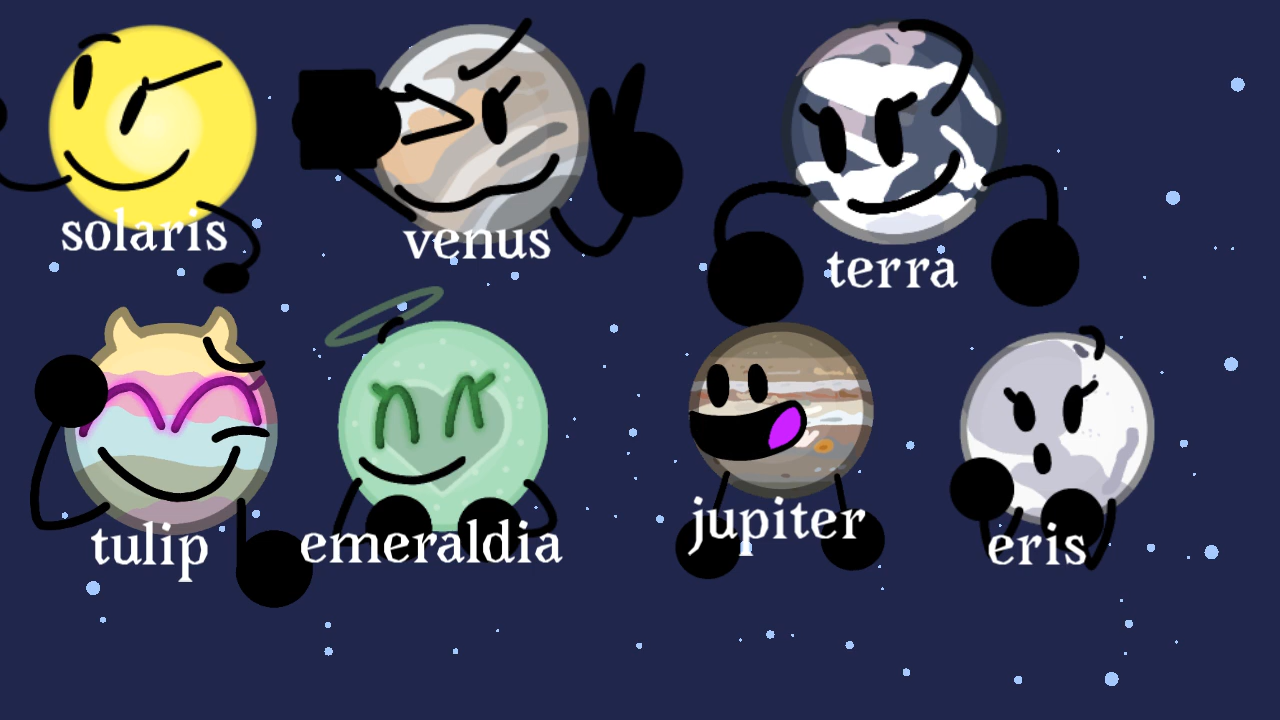 solaris
venus
terra
tulip
emeraldia
jupiter
eris